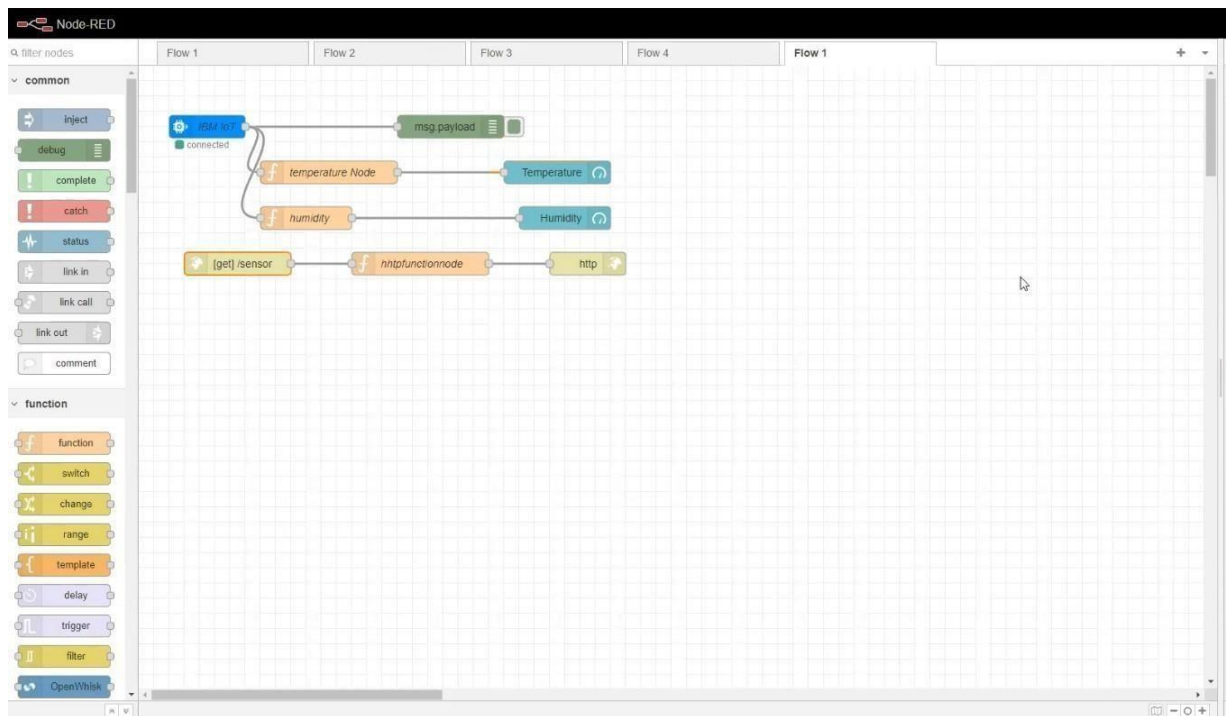 Node-RED
filter nodes
Flow 1
Flow 2
Flow 3
Flow 4
Flow 1
common
inject
debug
complete
catch
status
link in
link call
link out
comment
function
function
switch
change
range
template
delay
trigger
filter
OpenWhisk
IBM IoT
connected
msg.payload
temperature Node
Temperature
humidity
Humidity
[get] /sensor
hhtpfunctionnode
http